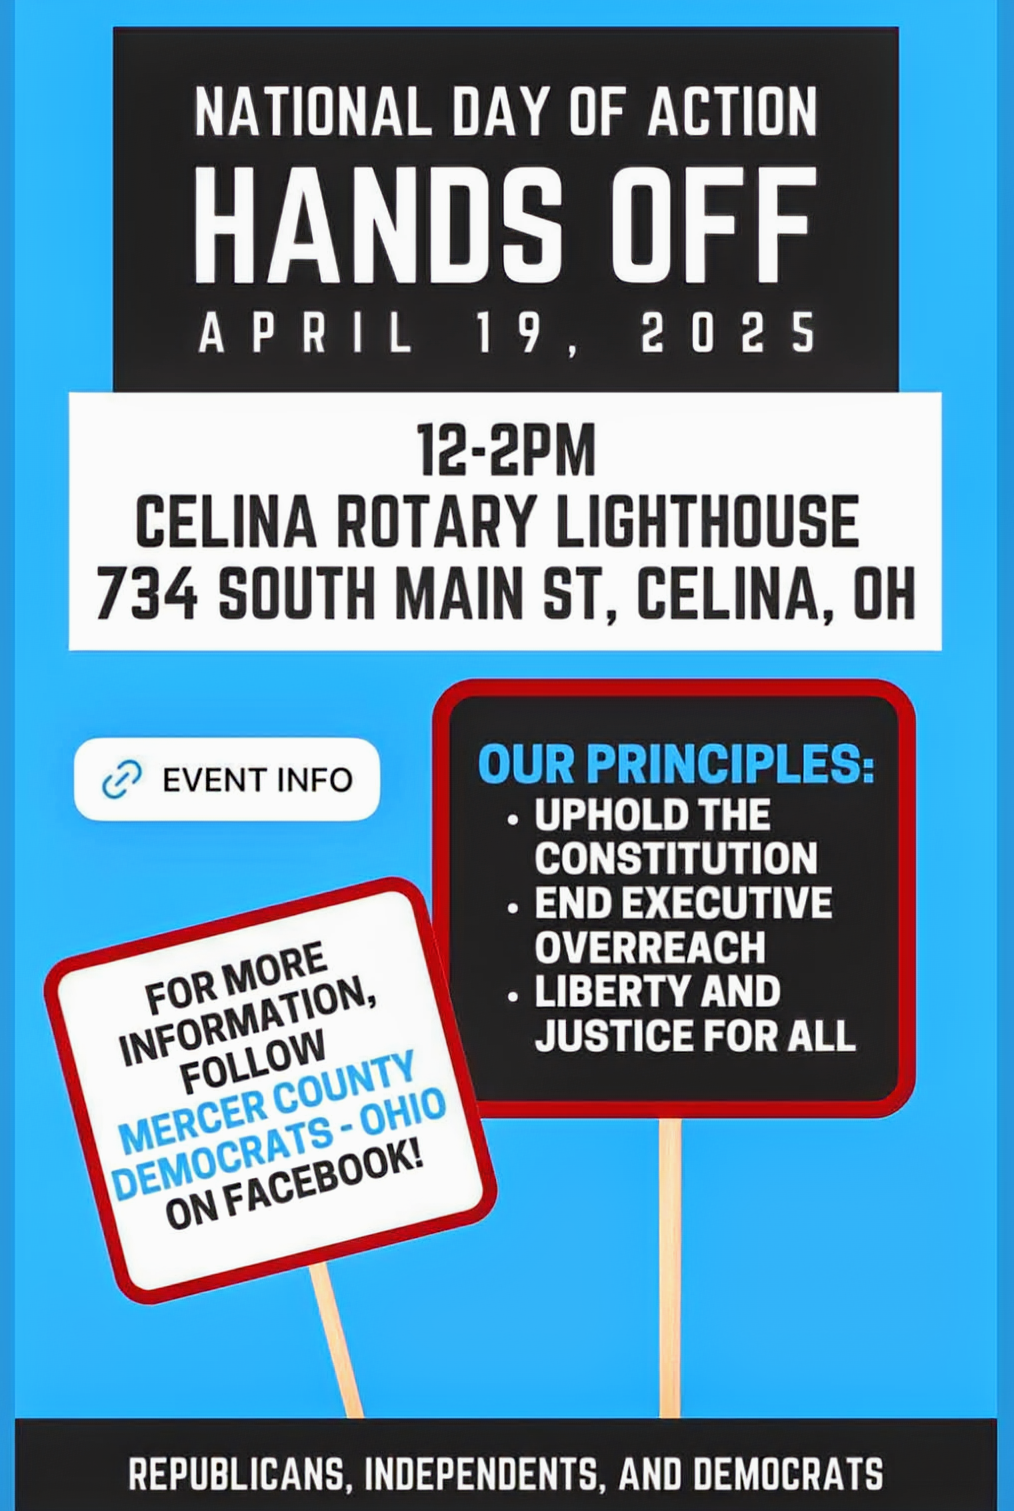 NATIONAL DAY OF ACTION
HANDS OFF
APRIL 19, 2025
12-2PM
CELINA ROTARY LIGHTHOUSE
734 SOUTH MAIN ST, CELINA, OH
EVENT INFO
OUR PRINCIPLES:
• UPHOLD THE
CONSTITUTION
• END EXECUTIVE
OVERREACH
• LIBERTY AND
JUSTICE FOR ALL
FOR MORE
INFORMATION,
FOLLOW
MERCER COUNTY
DEMOCRATS - OHIO
ON FACEBOOK!
REPUBLICANS, INDEPENDENTS, AND DEMOCRATS